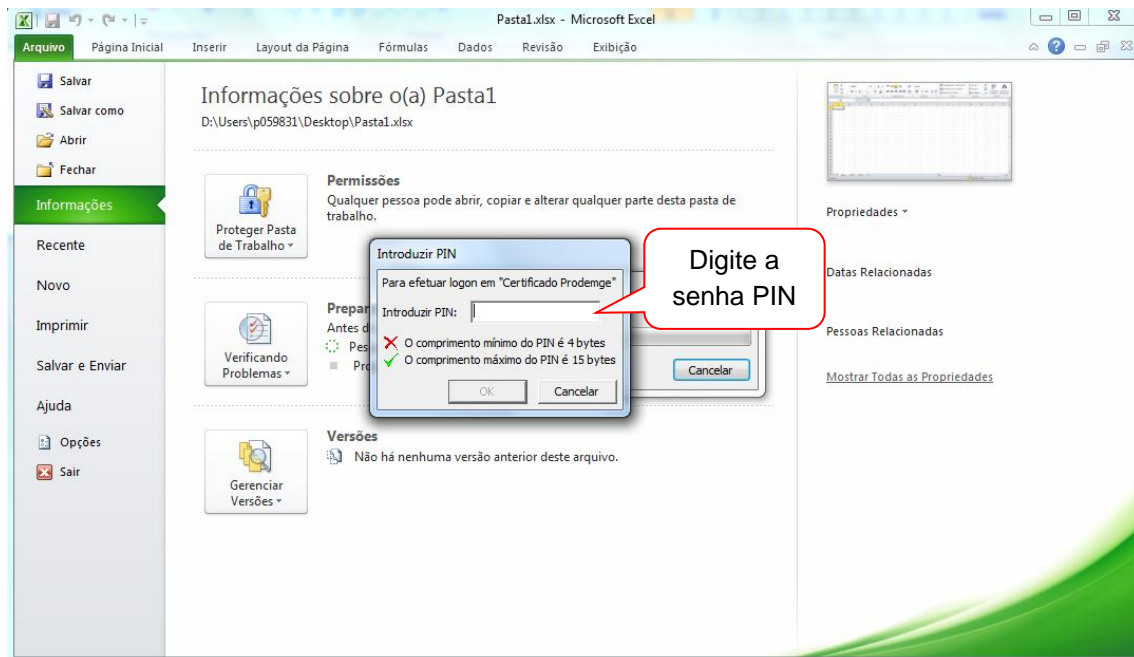 Pasta1.xlsx - Microsoft Excel
Arquivo Página Inicial Inserir Layout da Página Fórmulas Dados Revisão Exibição
Salvar
Salvar como
Abrir
Fechar
Informações
Recente
Novo
Imprimir
Salvar e Enviar
Ajuda
Opções
Sair
Informações sobre o(a) Pasta1
D:\Users\p059831\Desktop\Pasta1.xlsx
Proteger Pasta
de Trabalho
Permissões
Qualquer pessoa pode abrir, copiar e alterar qualquer parte desta pasta de
trabalho.
Verificando
Problemas
Prepar
Antes d
Pes
Pro
Cancelar
Introduzir PIN
Para efetuar logon em "Certificado Prodemge"
Introduzir PIN:
O comprimento mínimo do PIN é 4 bytes
O comprimento máximo do PIN é 15 bytes
OK Cancelar
Digite a
senha PIN
Gerenciar
Versões
Versões
Não há nenhuma versão anterior deste arquivo.
Propriedades
Datas Relacionadas
Pessoas Relacionadas
Mostrar Todas as Propriedades